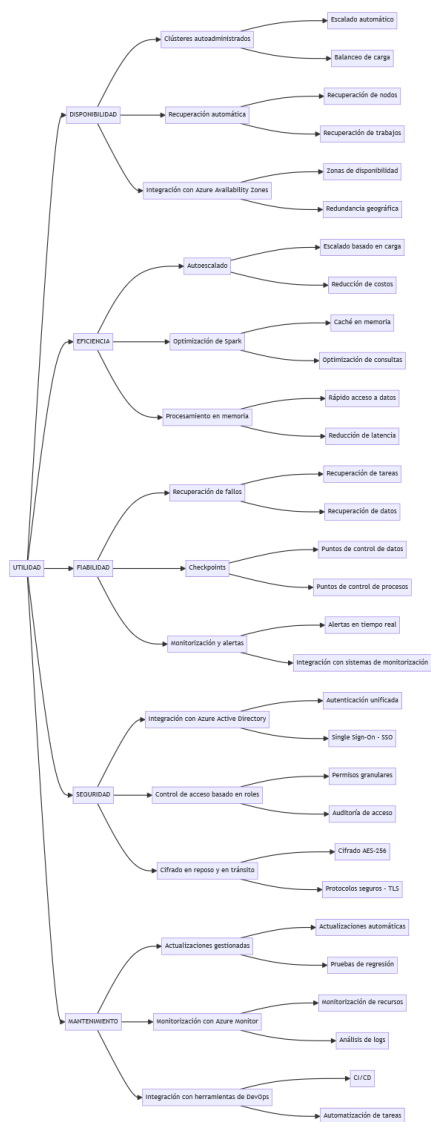 Escalado automático
Clústeres autoadministrados
Balanceo de carga
Recuperación de nodos
DISPONIBILIDAD
Recuperación automática
Recuperación de trabajos
Zonas de disponibilidad
Integración con Azure Availability Zones
Redundancia geográfica
Escalado basado en carga
Autoescalado
Reducción de costos
Caché en memoria
EFICIENCIA
Optimización de Spark
Optimización de consultas
Rápido acceso a datos
Procesamiento en memoria
Reducción de latencia
Recuperación de tareas
Recuperación de fallos
Recuperación de datos
Puntos de control de datos
UTILIDAD
FIABILIDAD
Checkpoints
Puntos de control de procesos
Alertas en tiempo real
Monitorización y alertas
Integración con sistemas de monitorización
Autenticación unificada
Integración con Azure Active Directory
Single Sign-On - SSO
Permisos granulares
SEGURIDAD
Control de acceso basado en roles
Auditoría de acceso
Cifrado AES-256
Cifrado en reposo y en tránsito
Protocolos seguros - TLS
Actualizaciones automáticas
Actualizaciones gestionadas
Pruebas de regresión
Monitorización de recursos
MANTENIMIENTO
Monitorización con Azure Monitor
Análisis de logs
CI/CD
Integración con herramientas de DevOps
Automatización de tareas